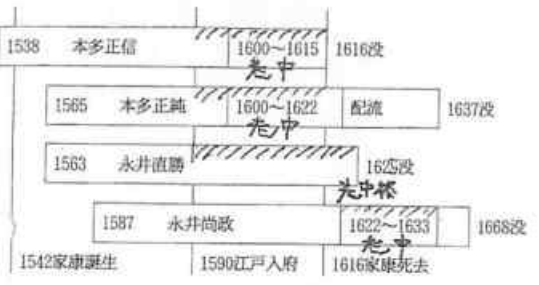 1538 本多正信 1600～1615 1616没
老中
1565 本多正純 1600～1622 配流 1637没
老中
1563 永井直勝 1625没
老中格
1587 永井尚政 1622～1633 1668没
老中
1542家康誕生 1590江戸入府 1616家康死去